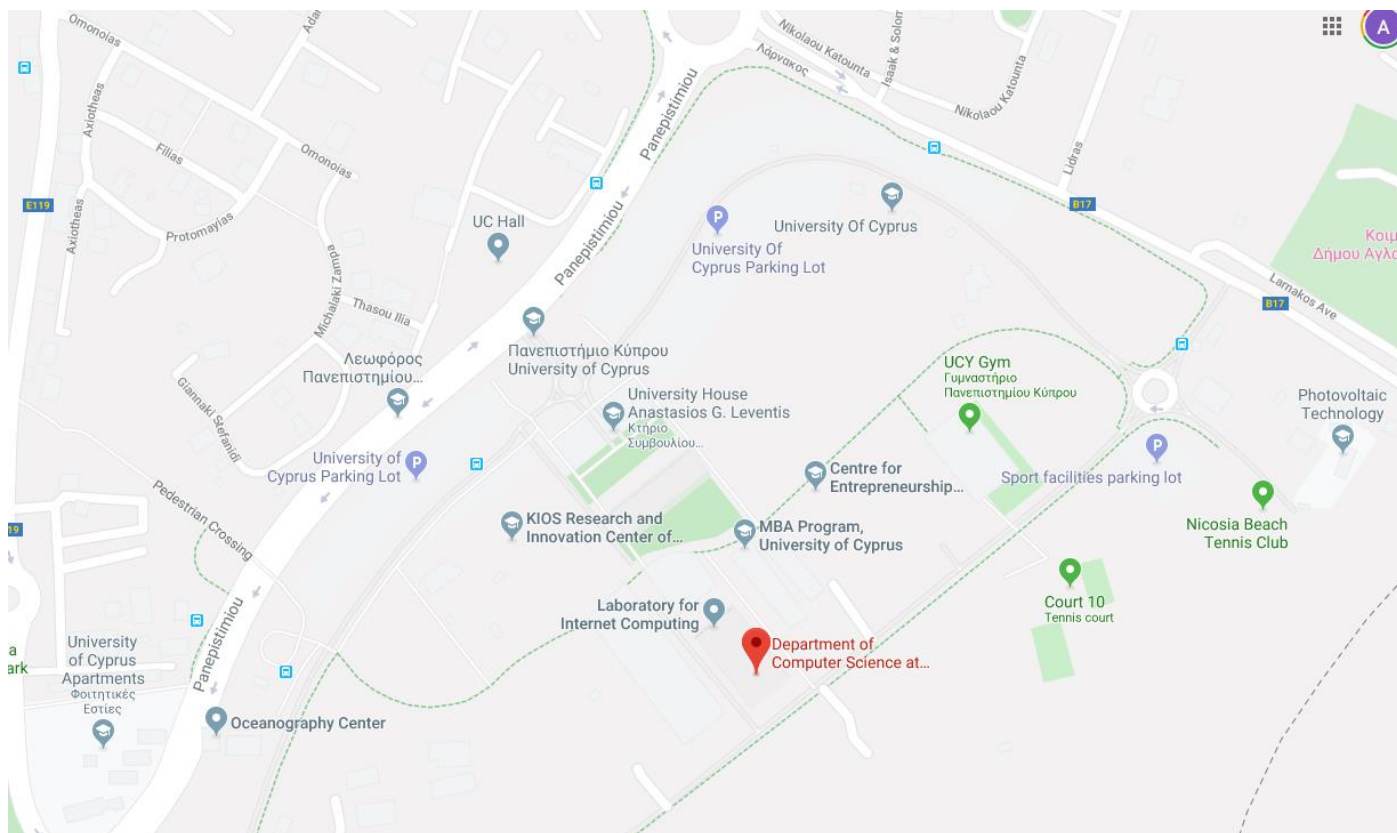 A
Omonoias
Adam
Nikolaou Katounta
Λάρνακος
Isaak & Solom
Nikolaou Katounta
Axiotheas
Filias
Omonoias
Panepistimiou
Lidras
E119
Axiotheas
Protomayias
UC Hall
Panepistimiou
P
University Of
Cyprus Parking Lot
University Of Cyprus
B17
Κοιμ
Δήμου Αγλα
Larnakos Ave
B17
Michalaki Zampa
Thasou Ilia
Λεωφόρος
Πανεπιστημίου...
Πανεπιστήμιο Κύπρου
University of Cyprus
UCY Gym
Γυμναστήριο
Πανεπιστημίου Κύπρου
University House
Anastasios G. Leventis
Κτήριο
Συμβουλίου...
Photovoltaic
Technology
Giannaki Stefanidi
University of
Cyprus Parking Lot
P
Centre for
Entrepreneurship...
P
Sport facilities parking lot
Pedestrian Crossing
KIOS Research and
Innovation Center of...
MBA Program,
University of Cyprus
Nicosia Beach
Tennis Club
19
Laboratory for
Internet Computing
Court 10
Tennis court
a
ark
University
of Cyprus
Apartments
Φοιτητικές
Εστίες
Panepistimiou
Department of
Computer Science at...
Oceanography Center